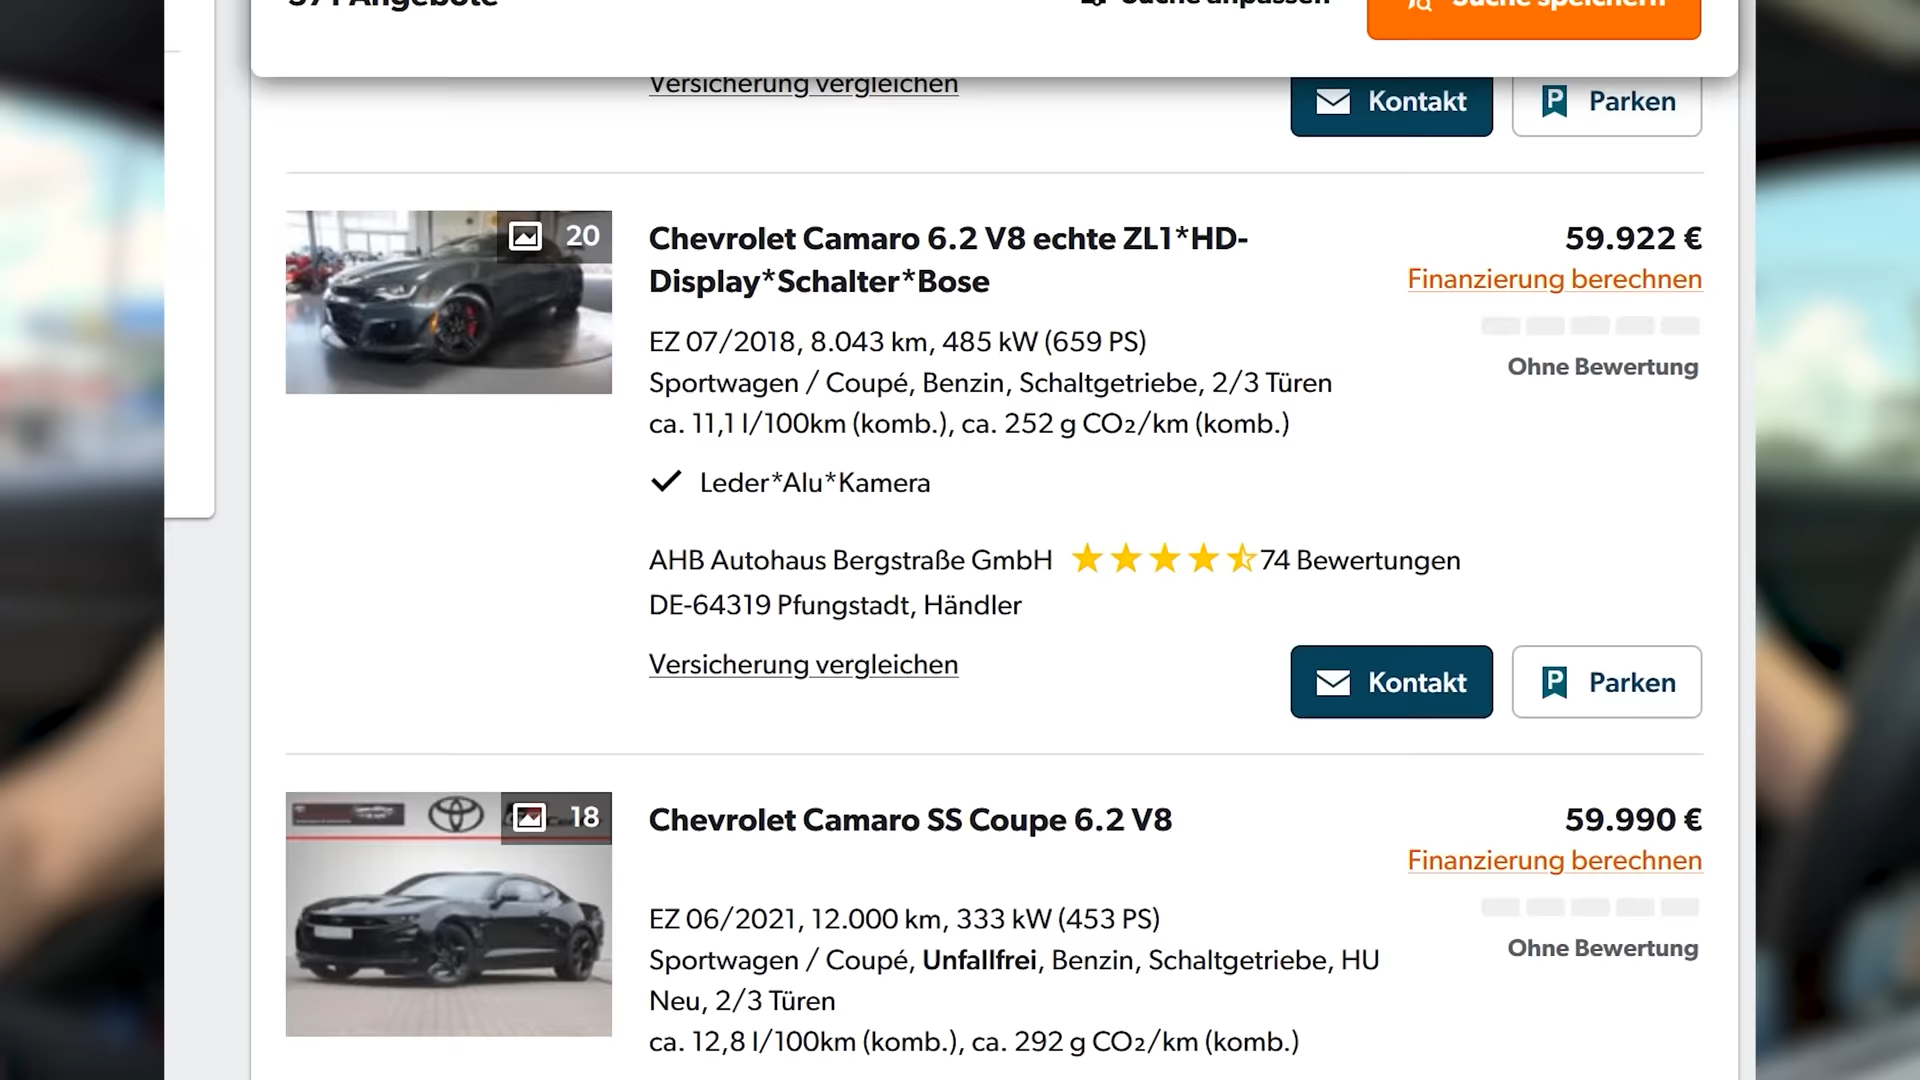 Angebote
Suche anpassen
Suche speichern
Versicherung vergleichen
Kontakt
Parken
20
Chevrolet Camaro 6.2 V8 echte ZL1*HD-
Display*Schalter*Bose
59.922 €
Finanzierung berechnen
EZ 07/2018, 8.043 km, 485 kW (659 PS)
Sportwagen / Coupé, Benzin, Schaltgetriebe, 2/3 Türen
ca. 11,1 l/100km (komb.), ca. 252 g CO₂/km (komb.)
Ohne Bewertung
Leder*Alu*Kamera
AHB Autohaus Bergstraße GmbH
74 Bewertungen
DE-64319 Pfungstadt, Händler
Versicherung vergleichen
Kontakt
Parken
18
Chevrolet Camaro SS Coupe 6.2 V8
59.990 €
Finanzierung berechnen
EZ 06/2021, 12.000 km, 333 kW (453 PS)
Sportwagen / Coupé, Unfallfrei, Benzin, Schaltgetriebe, HU
Neu, 2/3 Türen
ca. 12,8 l/100km (komb.), ca. 292 g CO₂/km (komb.)
Ohne Bewertung